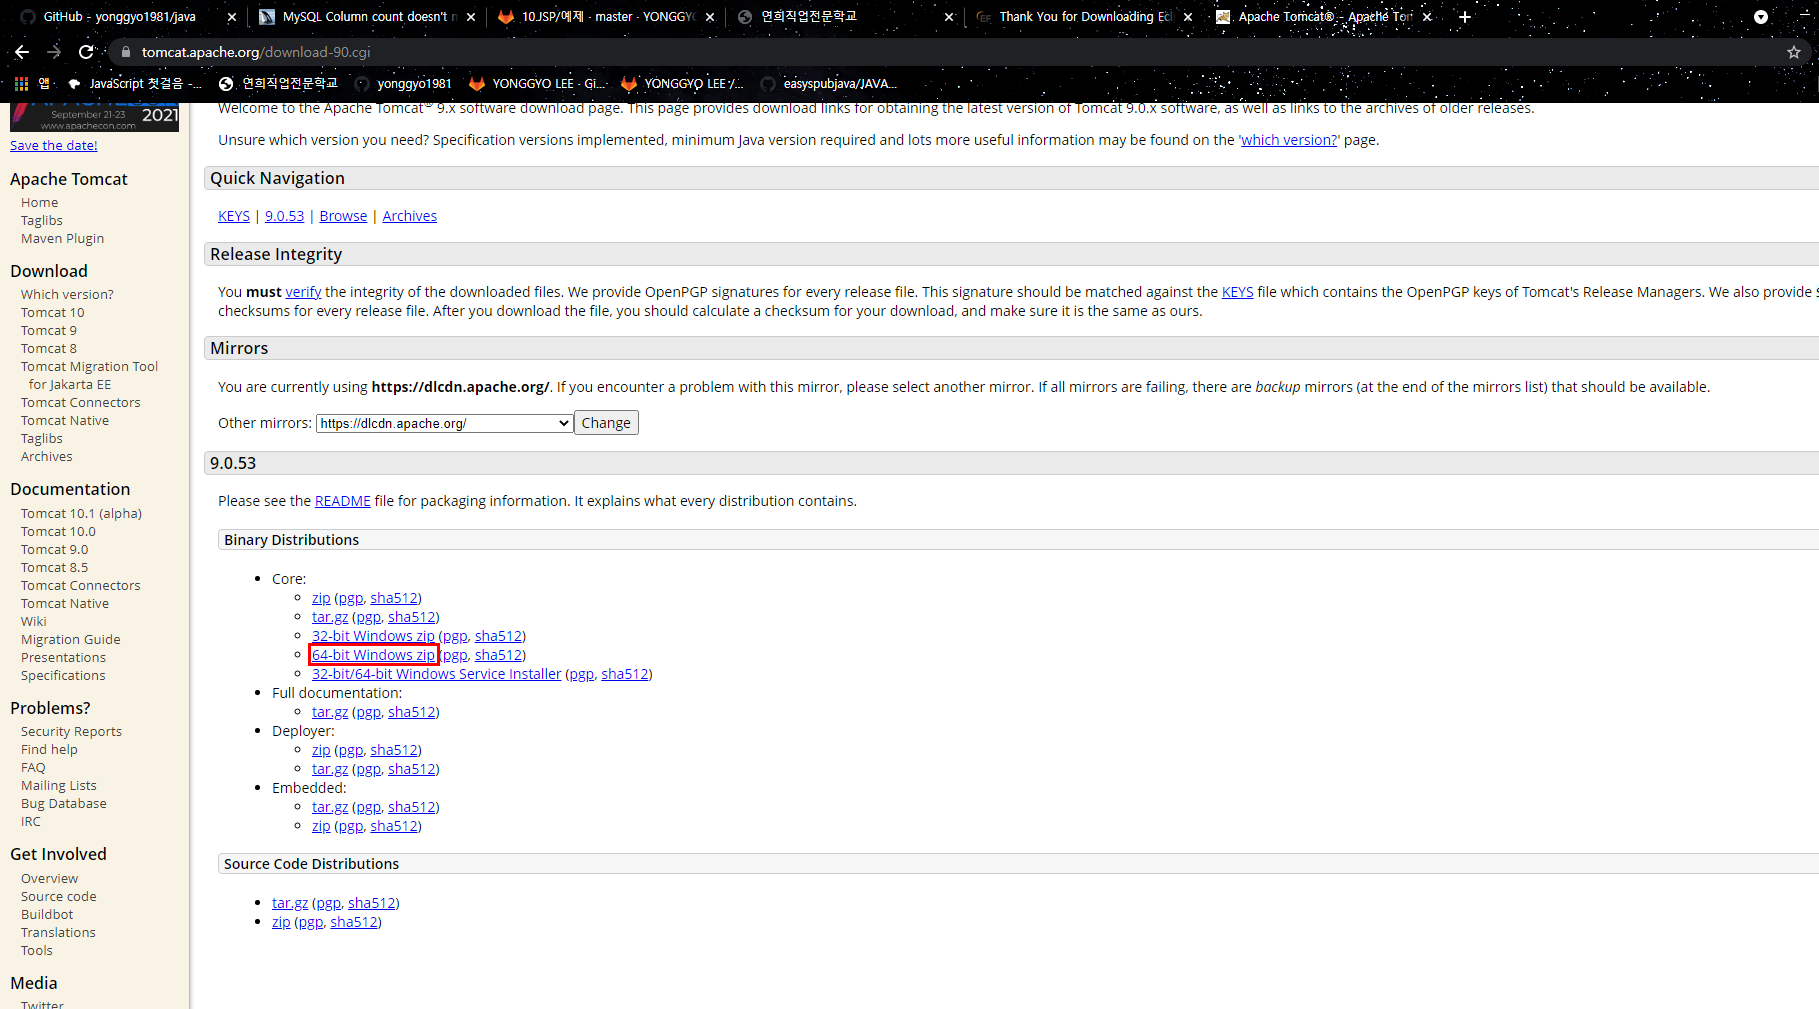 GitHub - yonggyo1981/java
MySQL Column count doesn't m
10.JSP/예제 · master · YONGGY
연희직업전문학교
Thank You for Downloading Ecl
Apache Tomcat® - Apache Tom
tomcat.apache.org/download-90.cgi
앱
JavaScript 첫걸음 -...
연희직업전문학교
yonggyo1981
YONGGYO LEE · Gi...
YONGGYO LEE /...
easyspubjava/JAVA...
September 21-23
2021
www.apachecon.com
Save the date!
Apache Tomcat
Home
Taglibs
Maven Plugin
Download
Which version?
Tomcat 10
Tomcat 9
Tomcat 8
Tomcat Migration Tool
for Jakarta EE
Tomcat Connectors
Tomcat Native
Taglibs
Archives
Documentation
Tomcat 10.1 (alpha)
Tomcat 10.0
Tomcat 9.0
Tomcat 8.5
Tomcat Connectors
Tomcat Native
Wiki
Migration Guide
Presentations
Specifications
Problems?
Security Reports
Find help
FAQ
Mailing Lists
Bug Database
IRC
Get Involved
Overview
Source code
Buildbot
Translations
Tools
Media
Twitter
Welcome to the Apache Tomcat® 9.x software download page. This page provides download links for obtaining the latest version of Tomcat 9.0.x software, as well as links to the archives of older releases.
Unsure which version you need? Specification versions implemented, minimum Java version required and lots more useful information may be found on the 'which version?' page.
Quick Navigation
KEYS | 9.0.53 | Browse | Archives
Release Integrity
You must verify the integrity of the downloaded files. We provide OpenPGP signatures for every release file. This signature should be matched against the KEYS file which contains the OpenPGP keys of Tomcat's Release Managers. We also provide
checksums for every release file. After you download the file, you should calculate a checksum for your download, and make sure it is the same as ours.
Mirrors
You are currently using https://dlcdn.apache.org/. If you encounter a problem with this mirror, please select another mirror. If all mirrors are failing, there are backup mirrors (at the end of the mirrors list) that should be available.
Other mirrors: https://dlcdn.apache.org/ Change
9.0.53
Please see the README file for packaging information. It explains what every distribution contains.
Binary Distributions
Core:
zip (pgp, sha512)
tar.gz (pgp, sha512)
32-bit Windows zip (pgp, sha512)
64-bit Windows zip (pgp, sha512)
32-bit/64-bit Windows Service Installer (pgp, sha512)
Full documentation:
tar.gz (pgp, sha512)
Deployer:
zip (pgp, sha512)
tar.gz (pgp, sha512)
Embedded:
tar.gz (pgp, sha512)
zip (pgp, sha512)
Source Code Distributions
tar.gz (pgp, sha512)
zip (pgp, sha512)